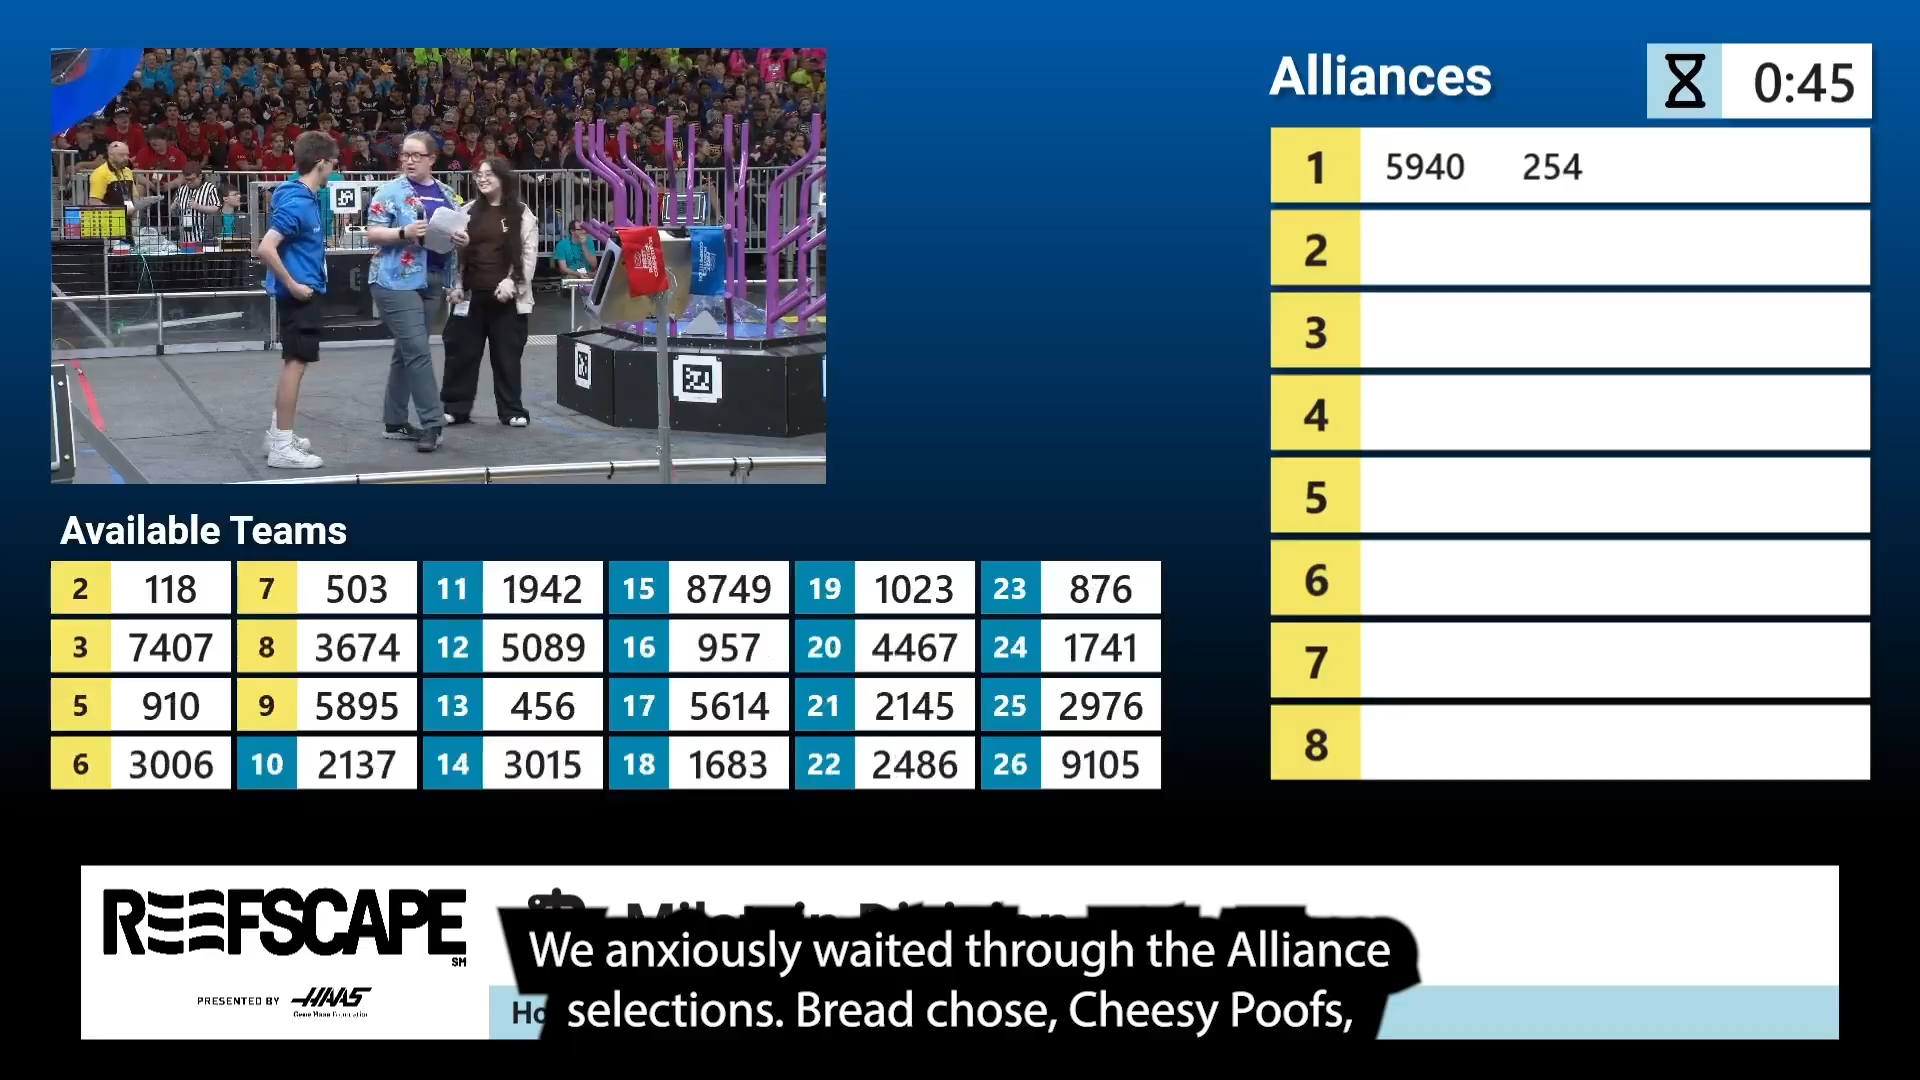 Alliances
0:45
1 5940 254
2
3
4
5
6
7
8
Available Teams
2 118 7 503 11 1942 15 8749 19 1023 23 876
3 7407 8 3674 12 5089 16 957 20 4467 24 1741
5 910 9 5895 13 456 17 5614 21 2145 25 2976
6 3006 10 2137 14 3015 18 1683 22 2486 26 9105
REEFSCAPE
SM
PRESENTED BY HAAS
Gene Haas Foundation
We anxiously waited through the Alliance
selections. Bread chose, Cheesy Poofs,